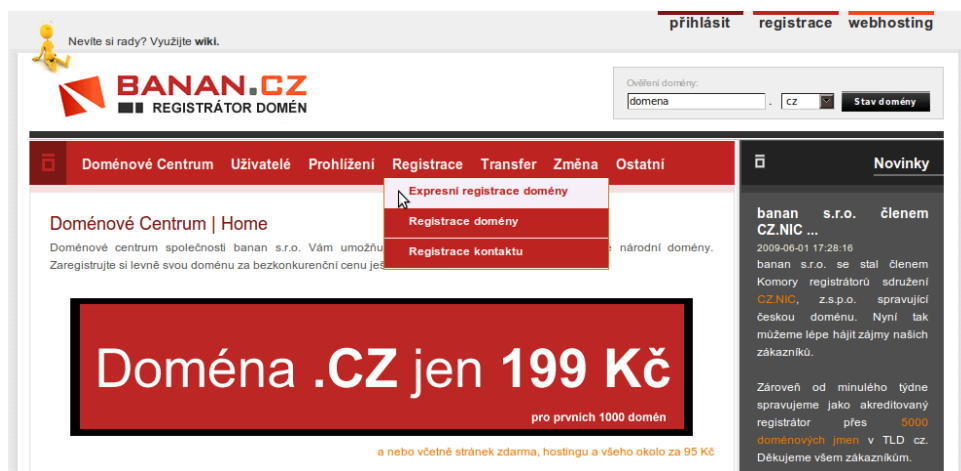 přihlásit registrace webhosting
Nevíte si rady? Využijte wiki.
BANAN.CZ
REGISTRÁTOR DOMÉN
Ověření domény:
domena . cz Stav domény
Doménové Centrum Uživatelé Prohlížení Registrace Transfer Změna Ostatní
Expresní registrace domény
Registrace domény
Registrace kontaktu
Doménové Centrum | Home
Doménové centrum společnosti banan s.r.o. Vám umožňu národní domény.
Zaregistrujte si levně svou doménu za bezkonkurenční cenu ješ
Doména .CZ jen 199 Kč
pro prvních 1000 domén
a nebo včetně stránek zdarma, hostingu a všeho okolo za 95 Kč
Novinky
banan s.r.o. členem
CZ.NIC ...
2009-06-01 17:28:16
banan s.r.o. se stal členem
Komory registrátorů sdružení
CZ.NIC, z.s.p.o. spravující
českou doménu. Nyní tak
můžeme lépe hájit zájmy našich
zákazníků.
Zároveň od minulého týdne
spravujeme jako akreditovaný
registrátor přes 5000
doménových jmen v TLD cz.
Děkujeme všem zákazníkům.